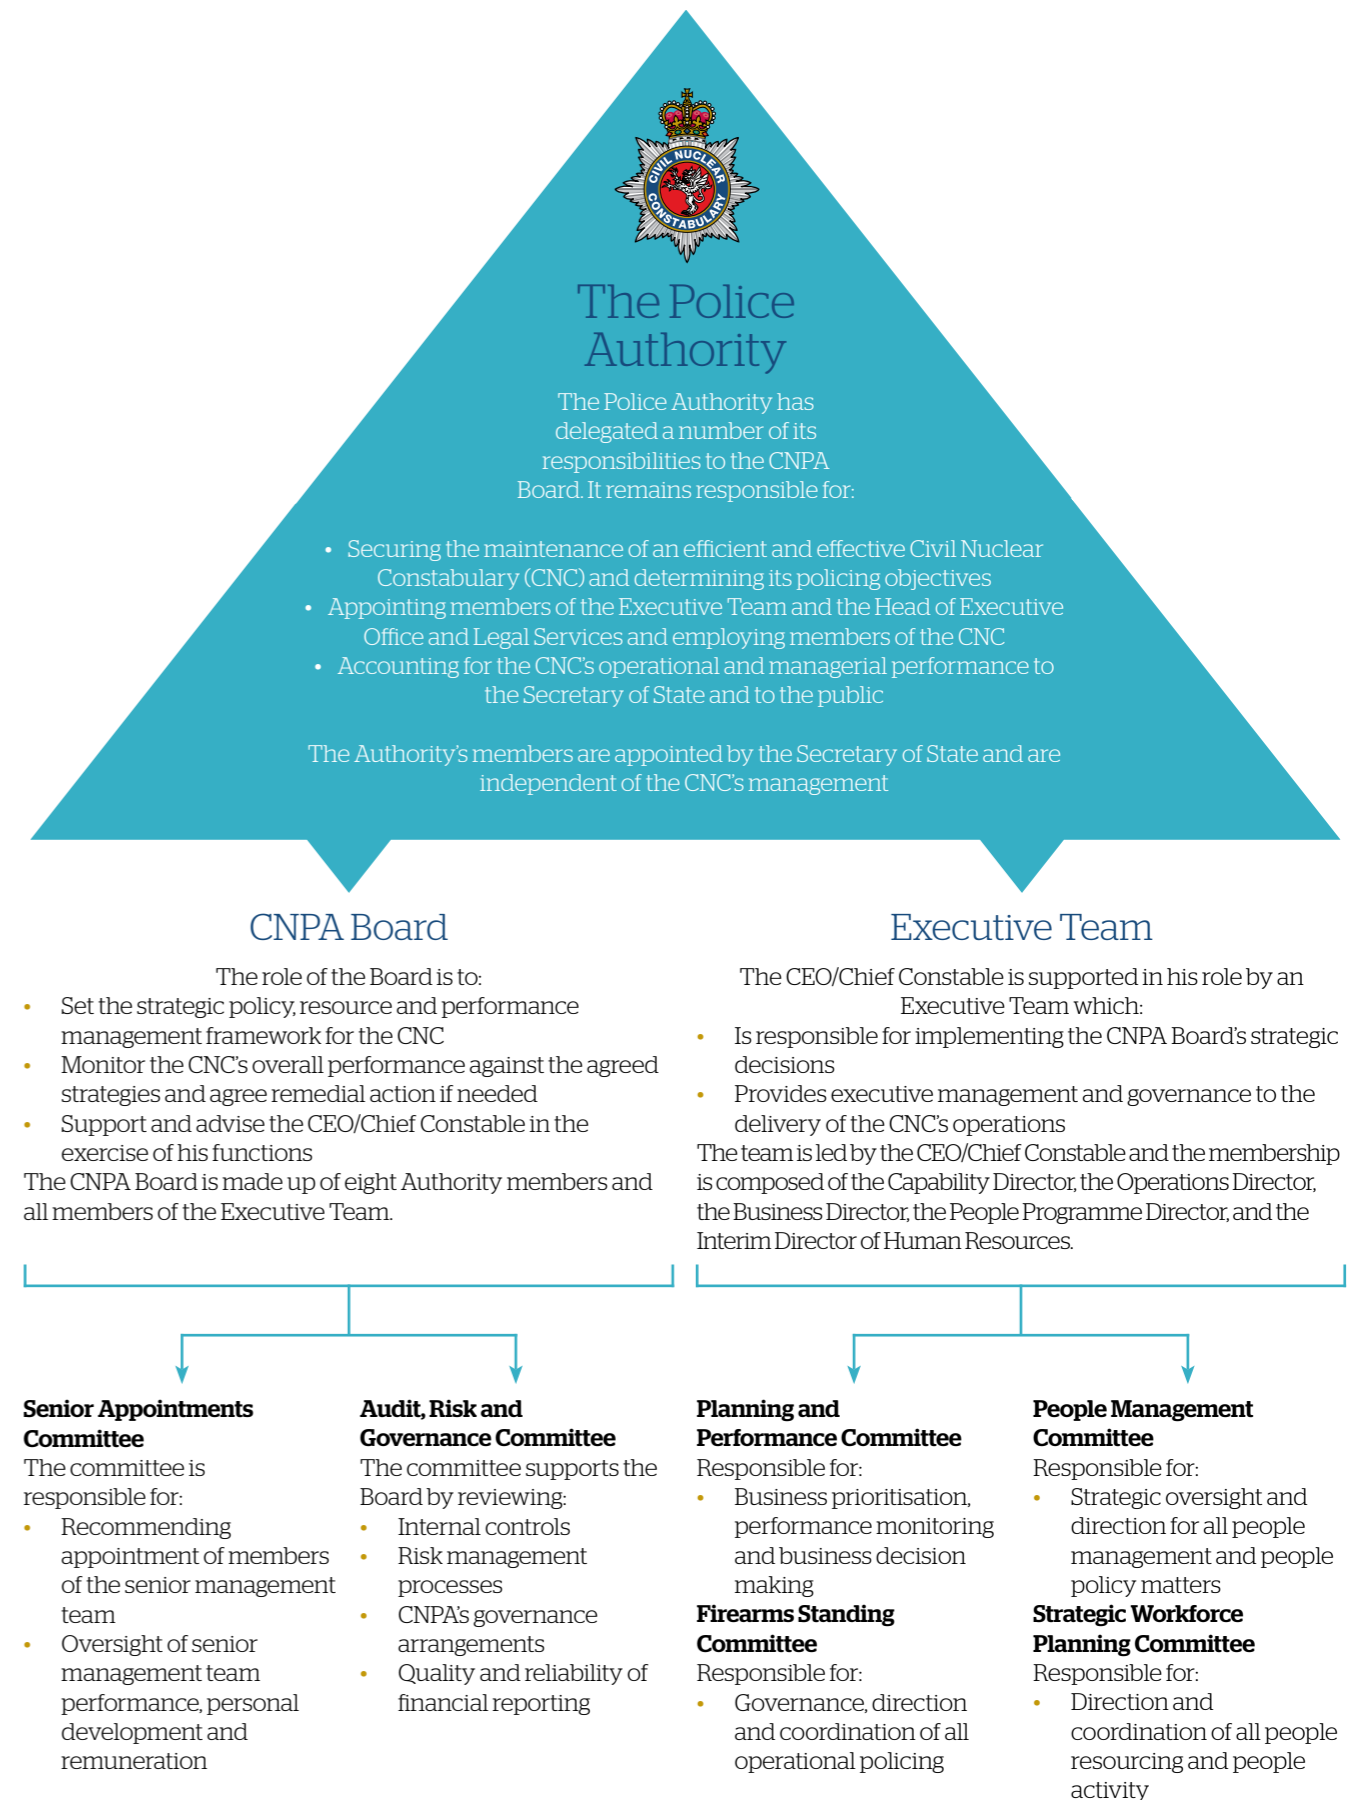 CIVIL NUCLEAR
CONSTABULARY
The Police
Authority
The Police Authority has
delegated a number of its
responsibilities to the CNPA
Board. It remains responsible for:
• Securing the maintenance of an efficient and effective Civil Nuclear
Constabulary (CNC) and determining its policing objectives
• Appointing members of the Executive Team and the Head of Executive
Office and Legal Services and employing members of the CNC
• Accounting for the CNC's operational and managerial performance to
the Secretary of State and to the public
The Authority's members are appointed by the Secretary of State and are
independent of the CNC's management
CNPA Board
The role of the Board is to:
• Set the strategic policy, resource and performance
management framework for the CNC
• Monitor the CNC's overall performance against the agreed
strategies and agree remedial action if needed
• Support and advise the CEO/Chief Constable in the
exercise of his functions
The CNPA Board is made up of eight Authority members and
all members of the Executive Team.
Executive Team
The CEO/Chief Constable is supported in his role by an
Executive Team which:
• Is responsible for implementing the CNPA Board's strategic
decisions
• Provides executive management and governance to the
delivery of the CNC's operations
The team is led by the CEO/Chief Constable and the membership
is composed of the Capability Director, the Operations Director,
the Business Director, the People Programme Director, and the
Interim Director of Human Resources.
Senior Appointments
Committee
The committee is
responsible for:
• Recommending
appointment of members
of the senior management
team
• Oversight of senior
management team
performance, personal
development and
remuneration
Audit, Risk and
Governance Committee
The committee supports the
Board by reviewing:
• Internal controls
• Risk management
processes
• CNPA's governance
arrangements
• Quality and reliability of
financial reporting
Planning and
Performance Committee
Responsible for:
• Business prioritisation,
performance monitoring
and business decision
making
Firearms Standing
Committee
Responsible for:
• Governance, direction
and coordination of all
operational policing
People Management
Committee
Responsible for:
• Strategic oversight and
direction for all people
management and people
policy matters
Strategic Workforce
Planning Committee
Responsible for:
• Direction and
coordination of all people
resourcing and people
activity